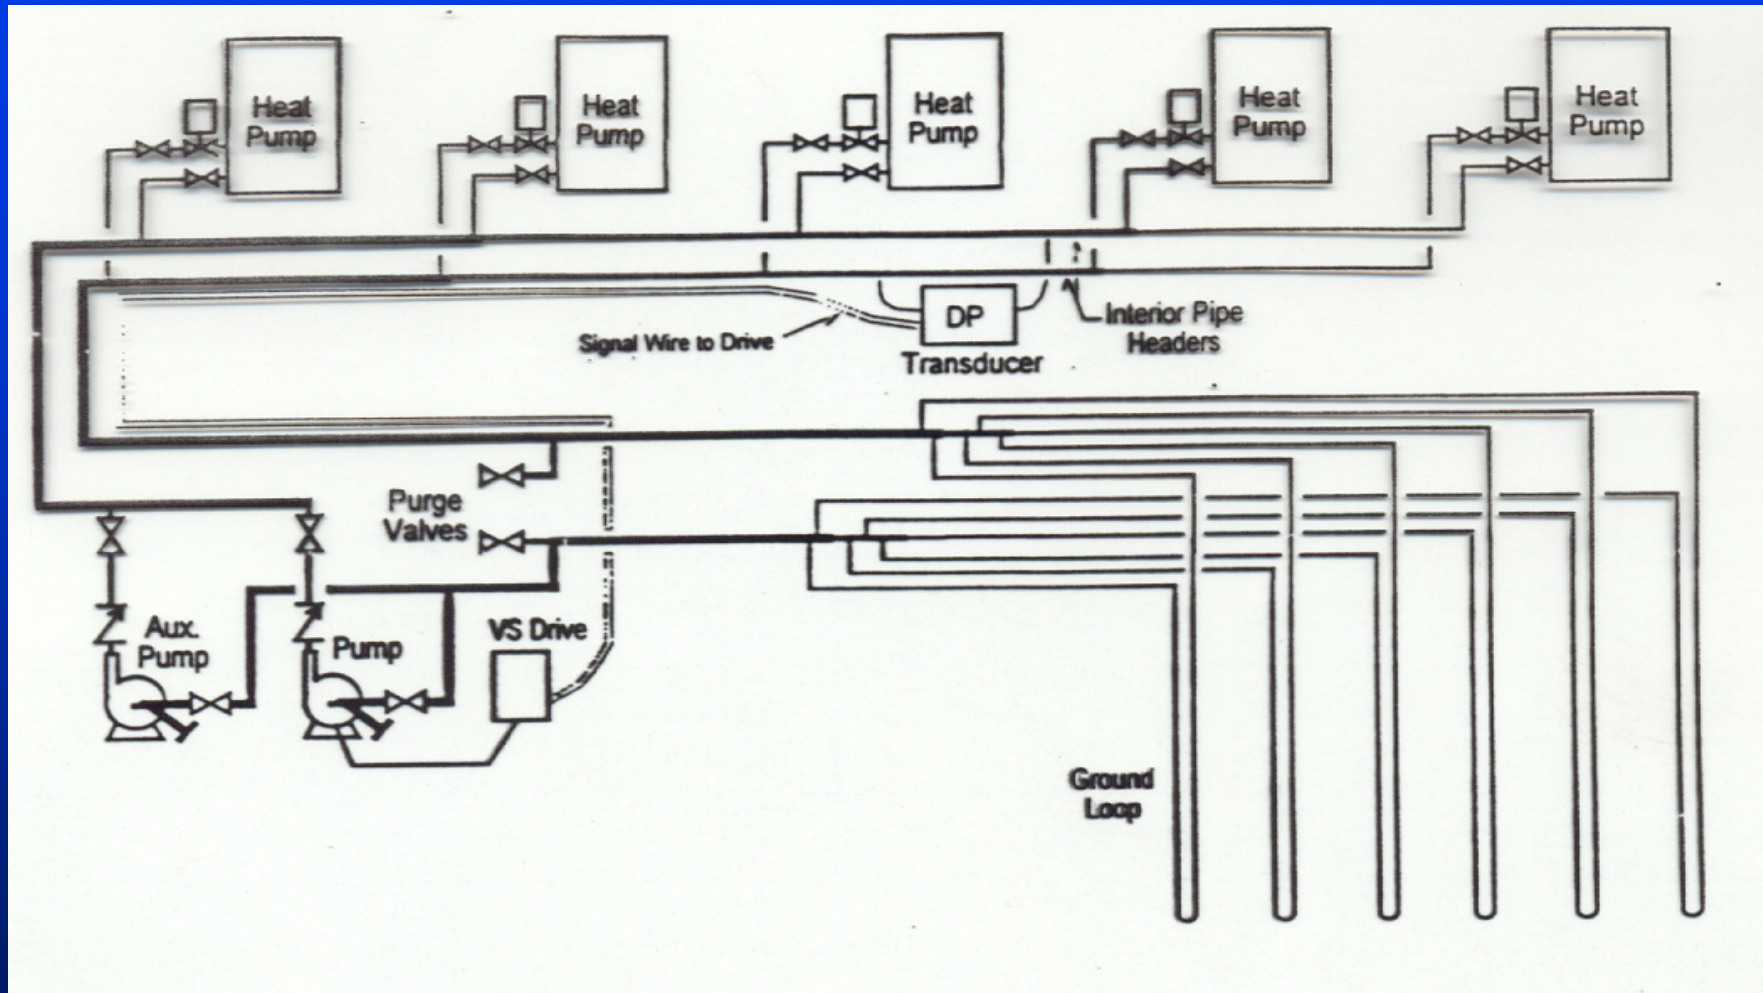 Heat
Pump
Heat
Pump
Heat
Pump
Heat
Pump
Heat
Pump
DP
Transducer
Signal Wire to Drive
Interior Pipe
Headers
Purge
Valves
Aux.
Pump
Pump
VS Drive
Ground
Loop